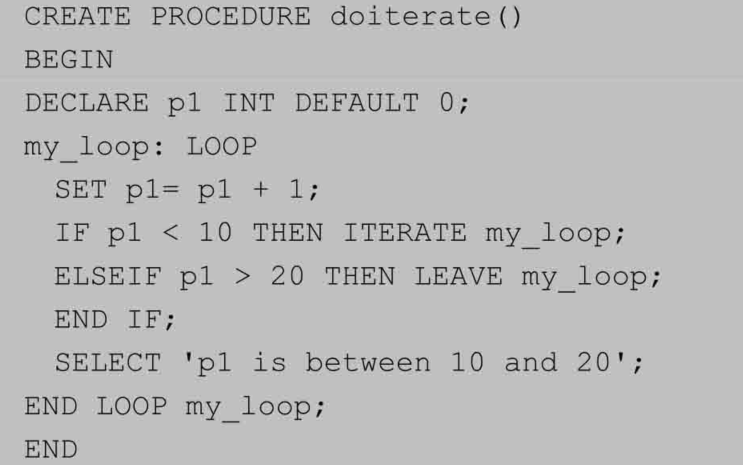 CREATE PROCEDURE doiterate()
BEGIN
DECLARE p1 INT DEFAULT 0;
my_loop: LOOP
  SET p1= p1 + 1;
  IF p1 < 10 THEN ITERATE my_loop;
  ELSEIF p1 > 20 THEN LEAVE my_loop;
  END IF;
  SELECT 'p1 is between 10 and 20';
END LOOP my_loop;
END